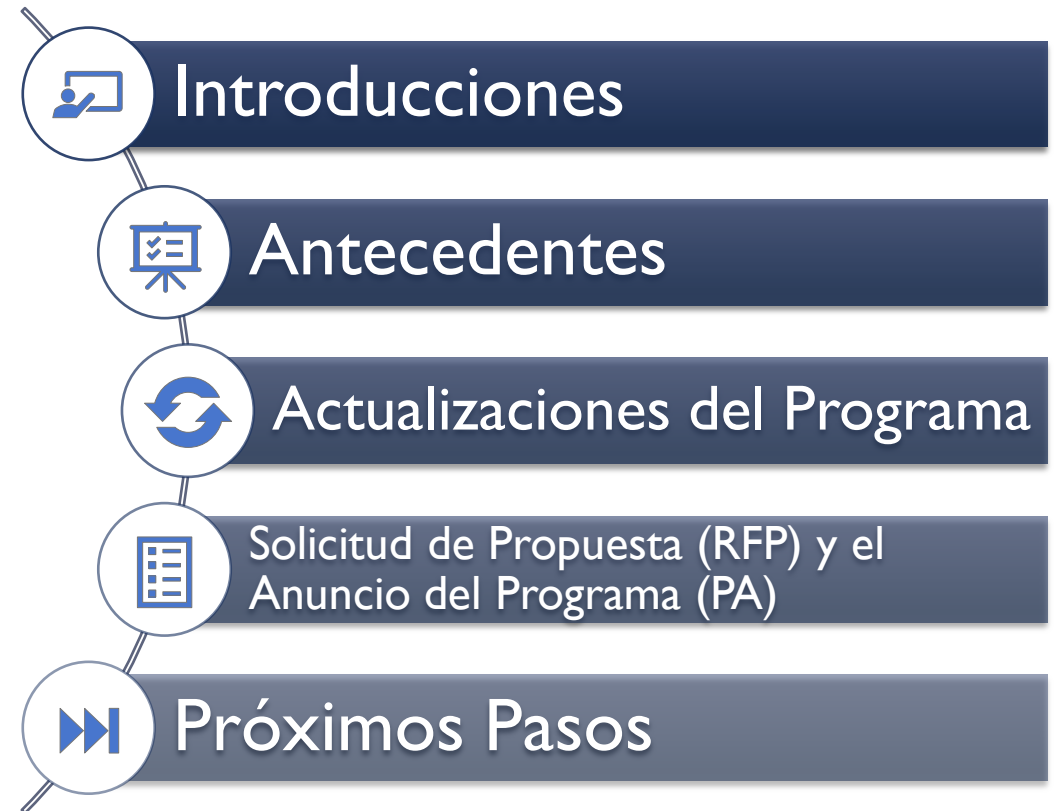 Introducciones
Antecedentes
Actualizaciones del Programa
Solicitud de Propuesta (RFP) y el
Anuncio del Programa (PA)
Próximos Pasos